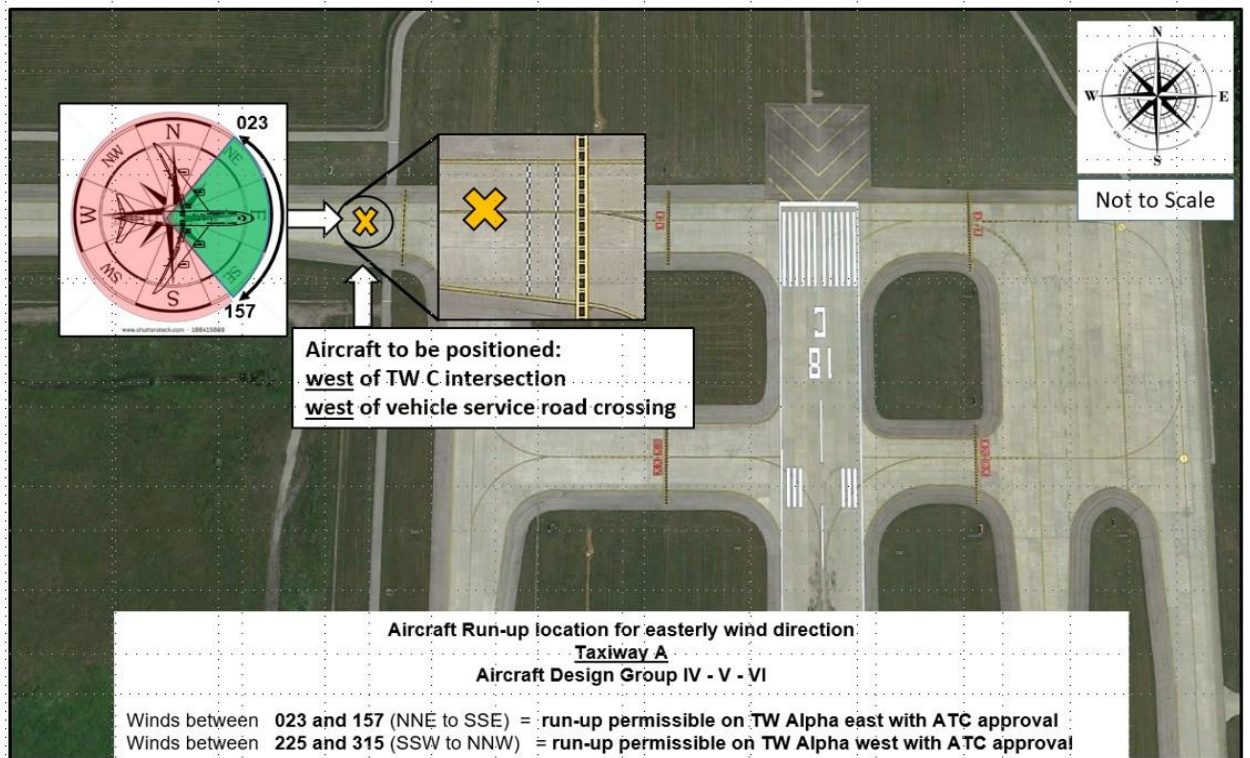 N
NW
NE
W
E
SW
SE
S
023
157
www.shutterstock.com · 188415869
N
W
E
S
Not to Scale
Aircraft to be positioned:
west of TW C intersection
west of vehicle service road crossing
C
18
Aircraft Run-up location for easterly wind direction
Taxiway A
Aircraft Design Group IV - V - VI
Winds between 023 and 157 (NNE to SSE) = run-up permissible on TW Alpha east with ATC approval
Winds between 225 and 315 (SSW to NNW) = run-up permissible on TW Alpha west with ATC approval